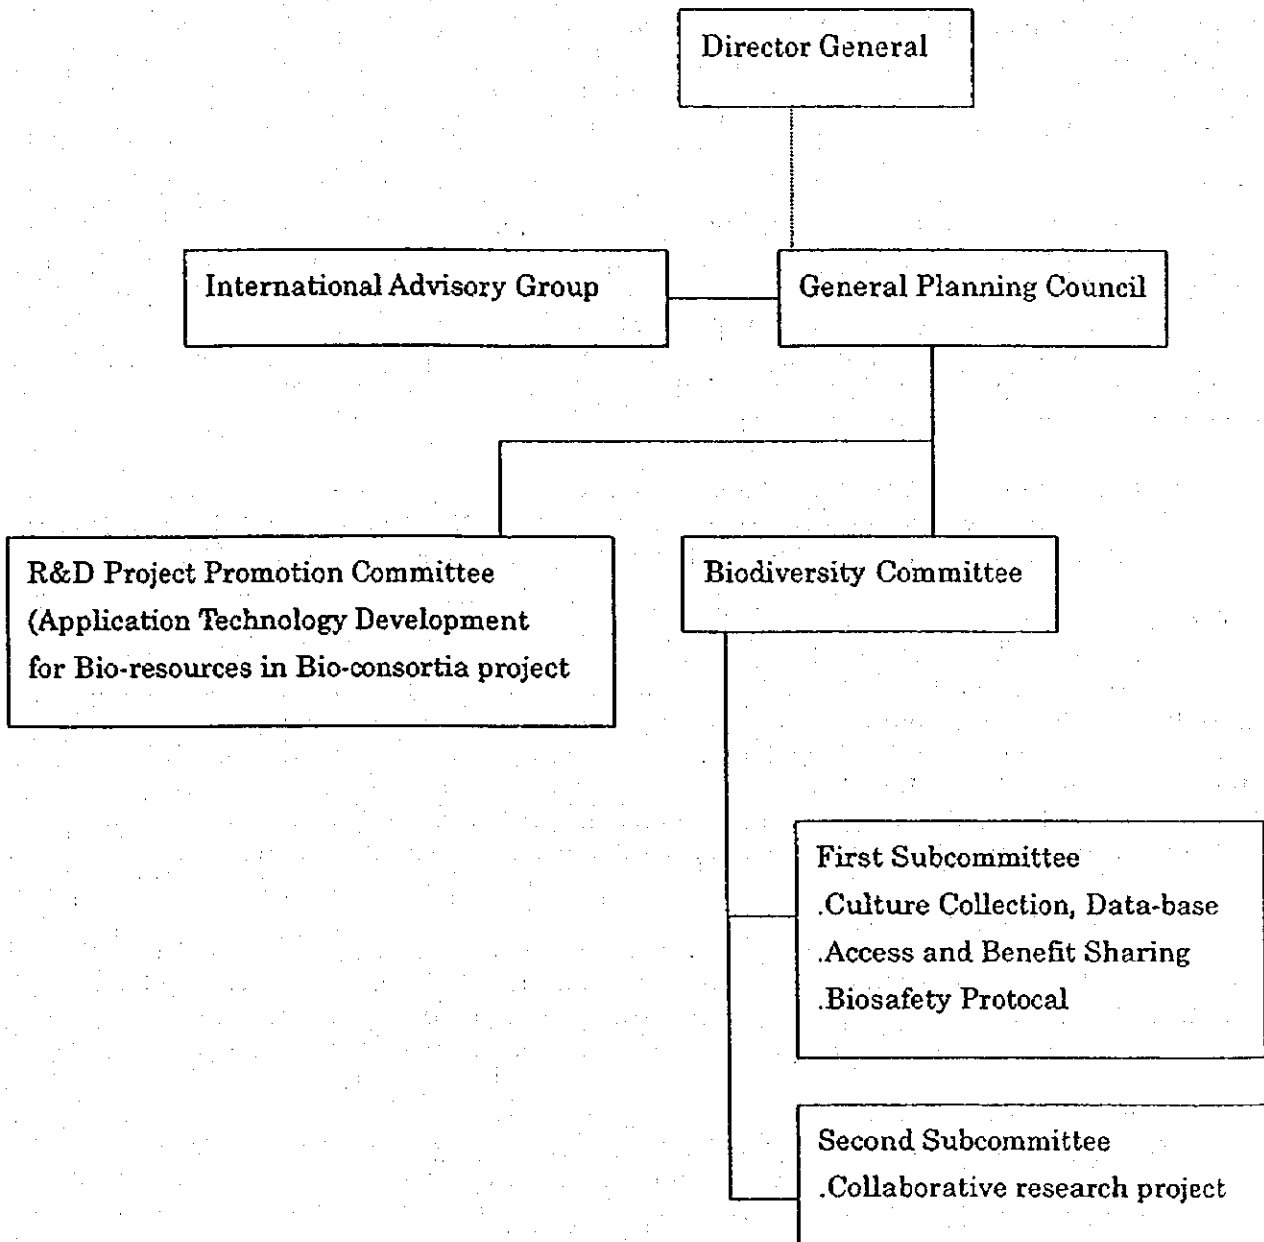 Director General
International Advisory Group
General Planning Council
R&D Project Promotion Committee
(Application Technology Development
for Bio-resources in Bio-consortia project
Biodiversity Committee
First Subcommittee
.Culture Collection, Data-base
.Access and Benefit Sharing
.Biosafety Protocal
Second Subcommittee
.Collaborative research project